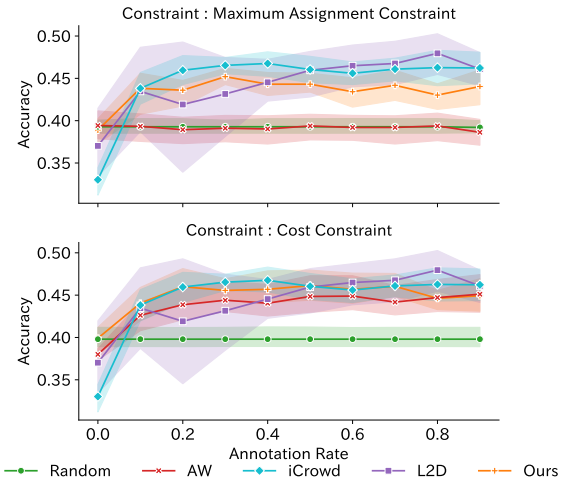 Constraint : Maximum Assignment Constraint
0.50
0.45
0.40
0.35
Accuracy
Constraint : Cost Constraint
0.50
0.45
0.40
0.35
Accuracy
0.0 0.2 0.4 0.6 0.8
Annotation Rate
Random AW iCrowd L2D Ours